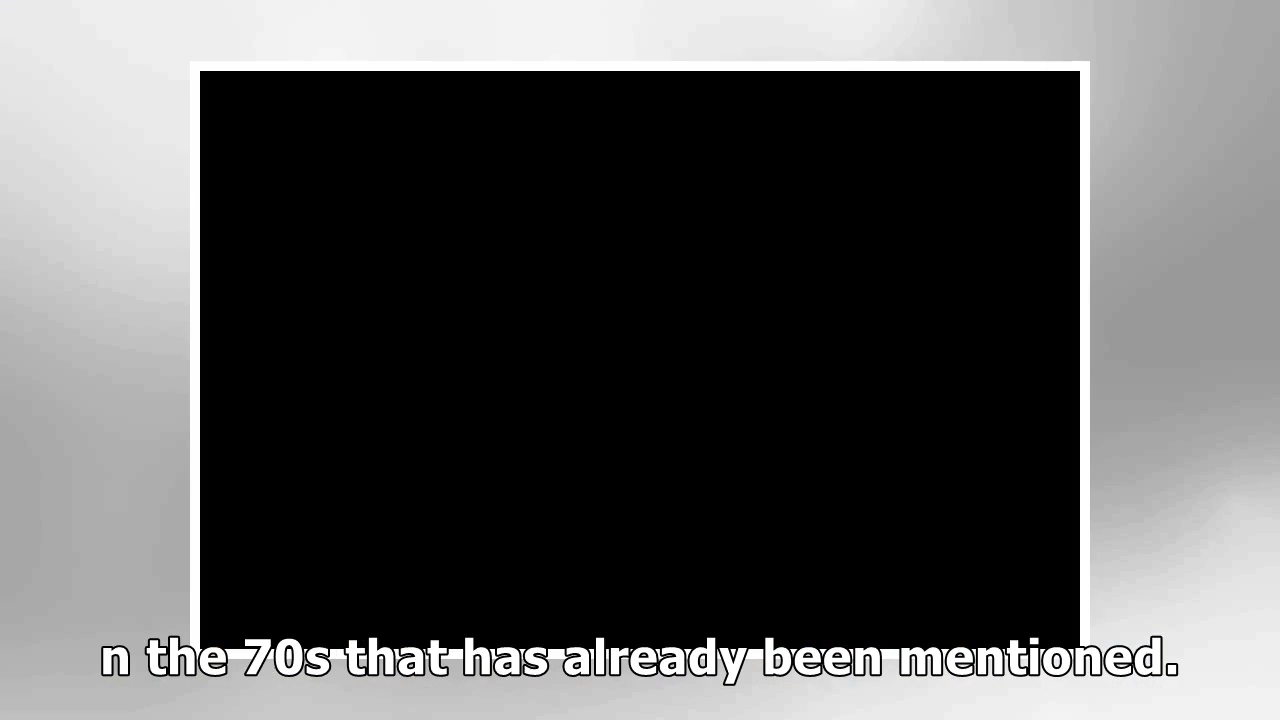 n the 70s that has already been mentioned.